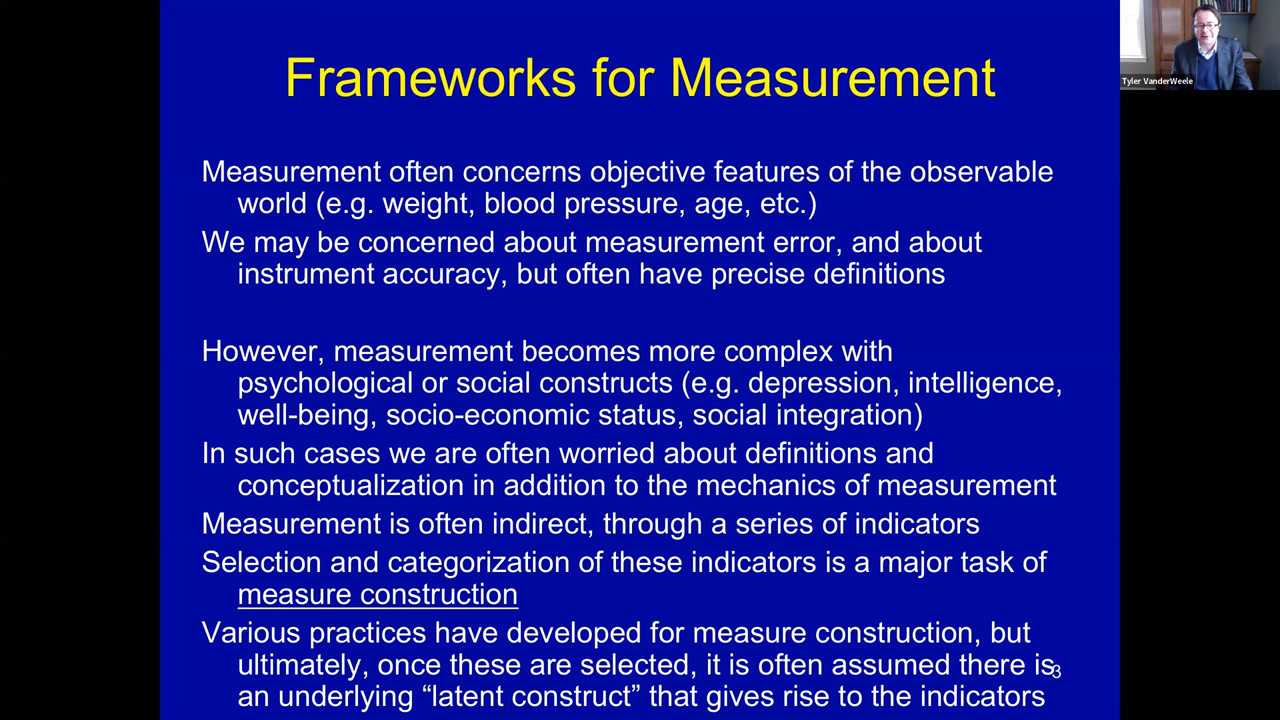 Frameworks for Measurement
Tyler VanderWeele
Measurement often concerns objective features of the observable
world (e.g. weight, blood pressure, age, etc.)
We may be concerned about measurement error, and about
instrument accuracy, but often have precise definitions
However, measurement becomes more complex with
psychological or social constructs (e.g. depression, intelligence,
well-being, socio-economic status, social integration)
In such cases we are often worried about definitions and
conceptualization in addition to the mechanics of measurement
Measurement is often indirect, through a series of indicators
Selection and categorization of these indicators is a major task of
measure construction
Various practices have developed for measure construction, but
ultimately, once these are selected, it is often assumed there is
3
an underlying “latent construct” that gives rise to the indicators